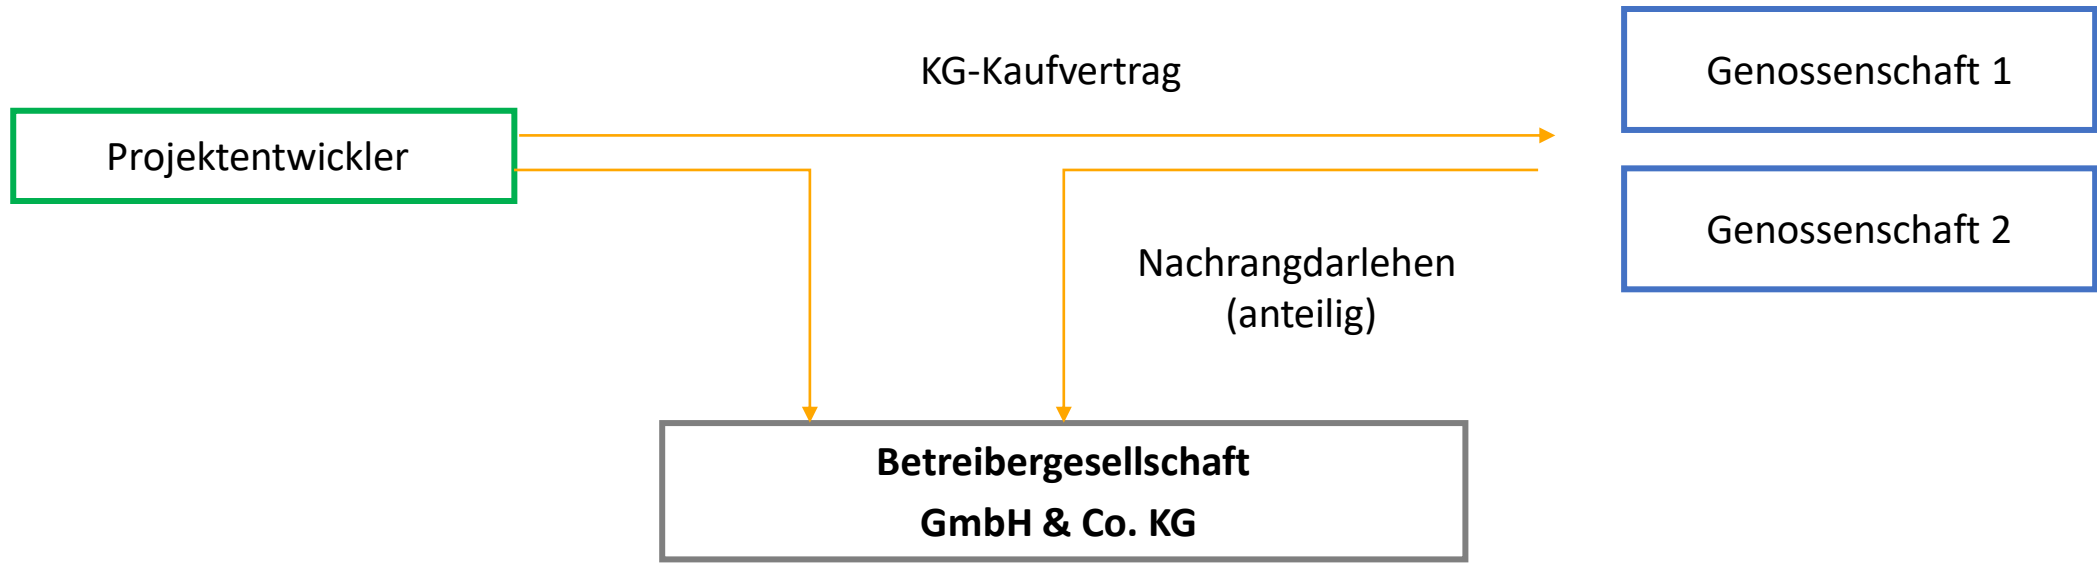 KG-Kaufvertrag
Genossenschaft 1
Projektentwickler
Genossenschaft 2
Nachrangdarlehen
(anteilig)
Betreibergesellschaft
GmbH & Co. KG